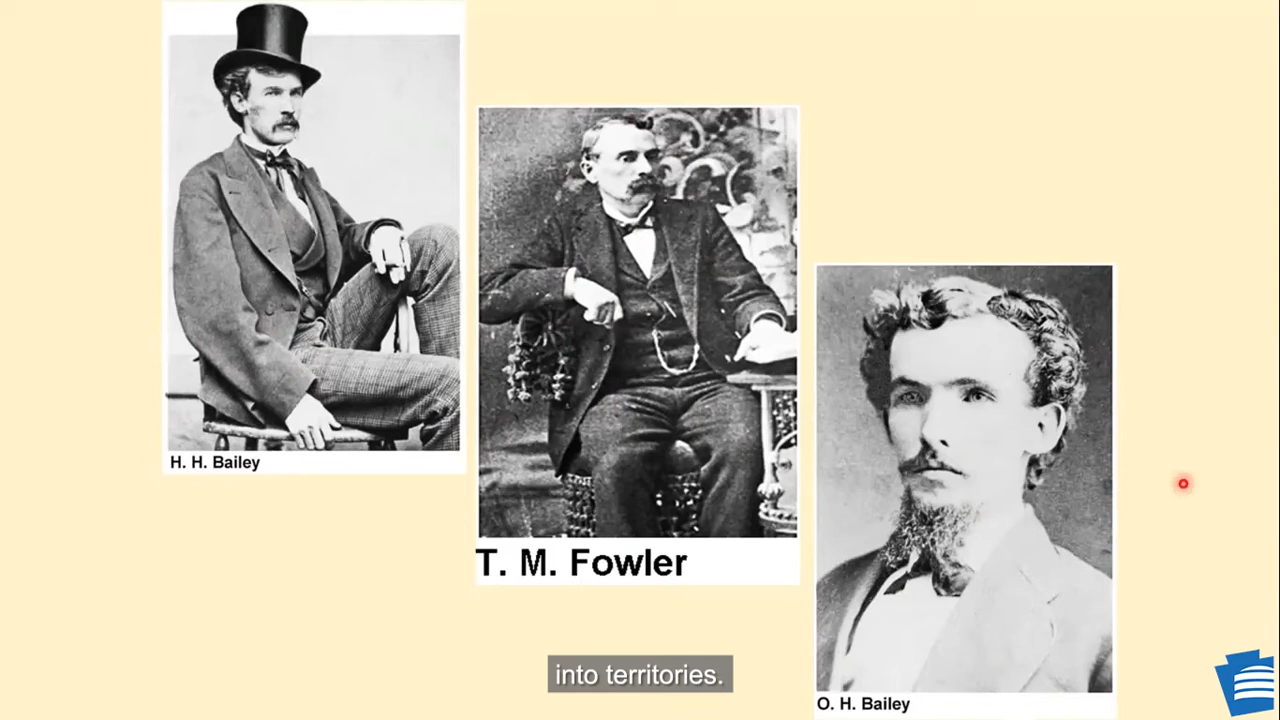 H. H. Bailey
T. M. Fowler
into territories.
O. H. Bailey